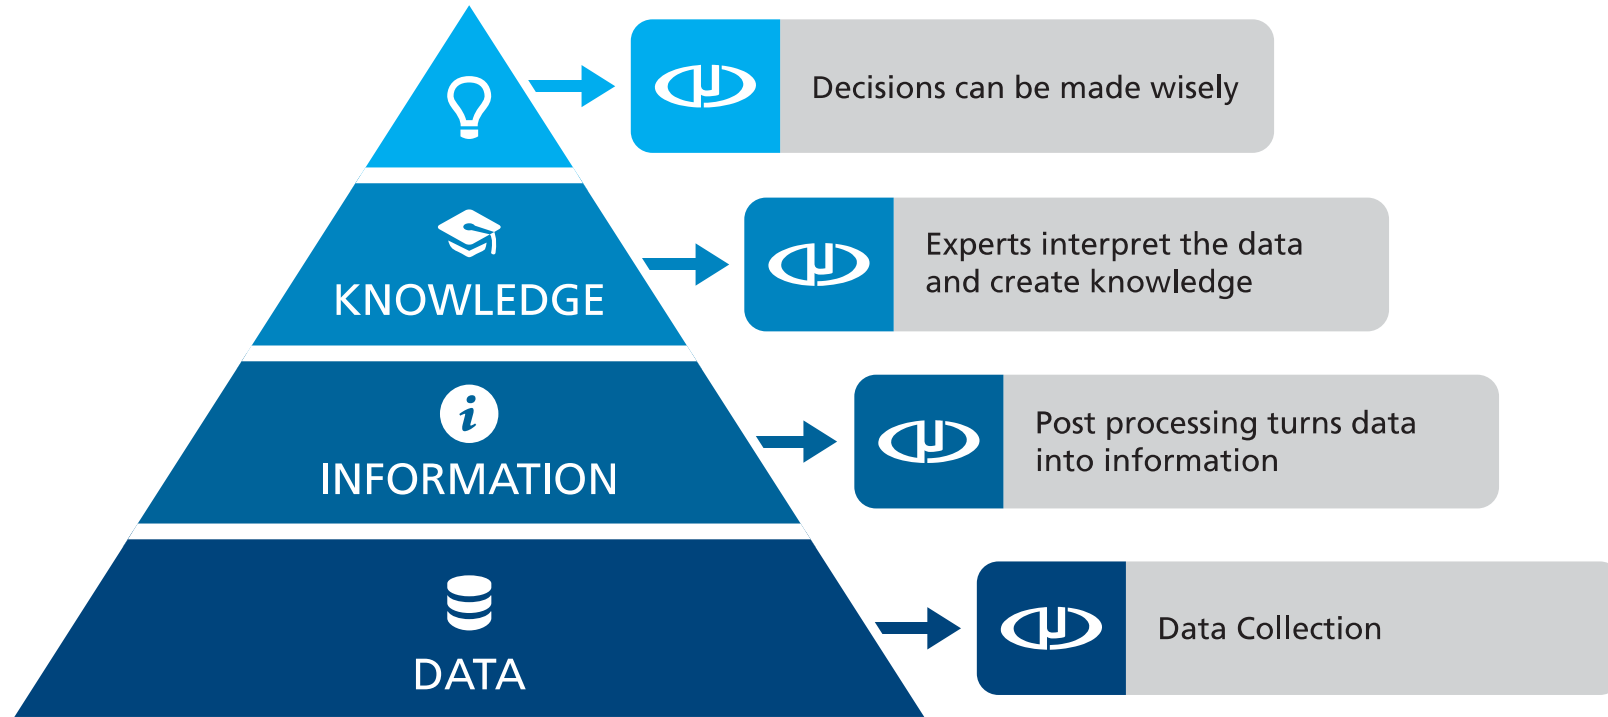 Decisions can be made wisely
KNOWLEDGE
Experts interpret the data
and create knowledge
INFORMATION
Post processing turns data
into information
DATA
Data Collection